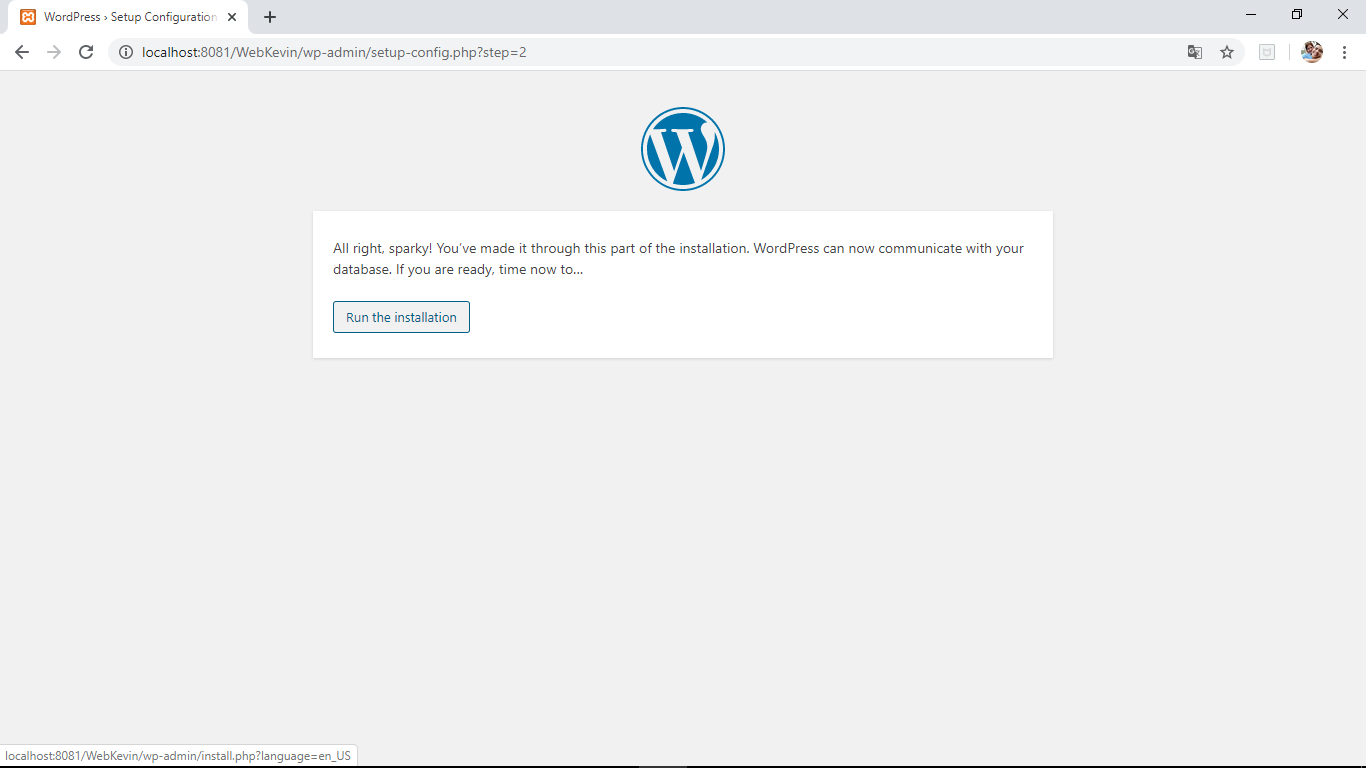 WordPress › Setup Configuration
localhost:8081/WebKevin/wp-admin/setup-config.php?step=2
All right, sparky! You’ve made it through this part of the installation. WordPress can now communicate with your
database. If you are ready, time now to…
Run the installation
localhost:8081/WebKevin/wp-admin/install.php?language=en_US